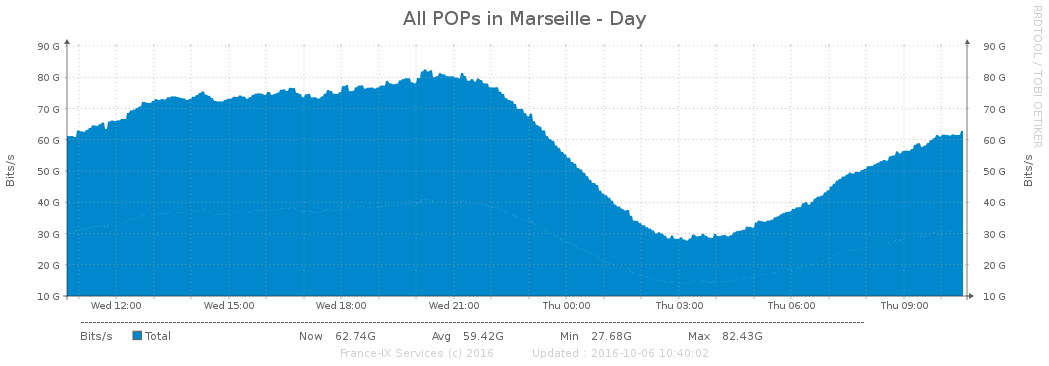 All POPs in Marseille - Day
RRDTOOL / TOBI OETIKER
90 G 90 G
80 G 80 G
70 G 70 G
60 G 60 G
50 G 50 G
40 G 40 G
30 G 30 G
20 G 20 G
10 G 10 G
Bits/s
Bits/s
Wed 12:00 Wed 15:00 Wed 18:00 Wed 21:00 Thu 00:00 Thu 03:00 Thu 06:00 Thu 09:00
Bits/s Total Now 62.74G Avg 59.42G Min 27.68G Max 82.43G
France-IX Services (c) 2016 Updated : 2016-10-06 10:40:02